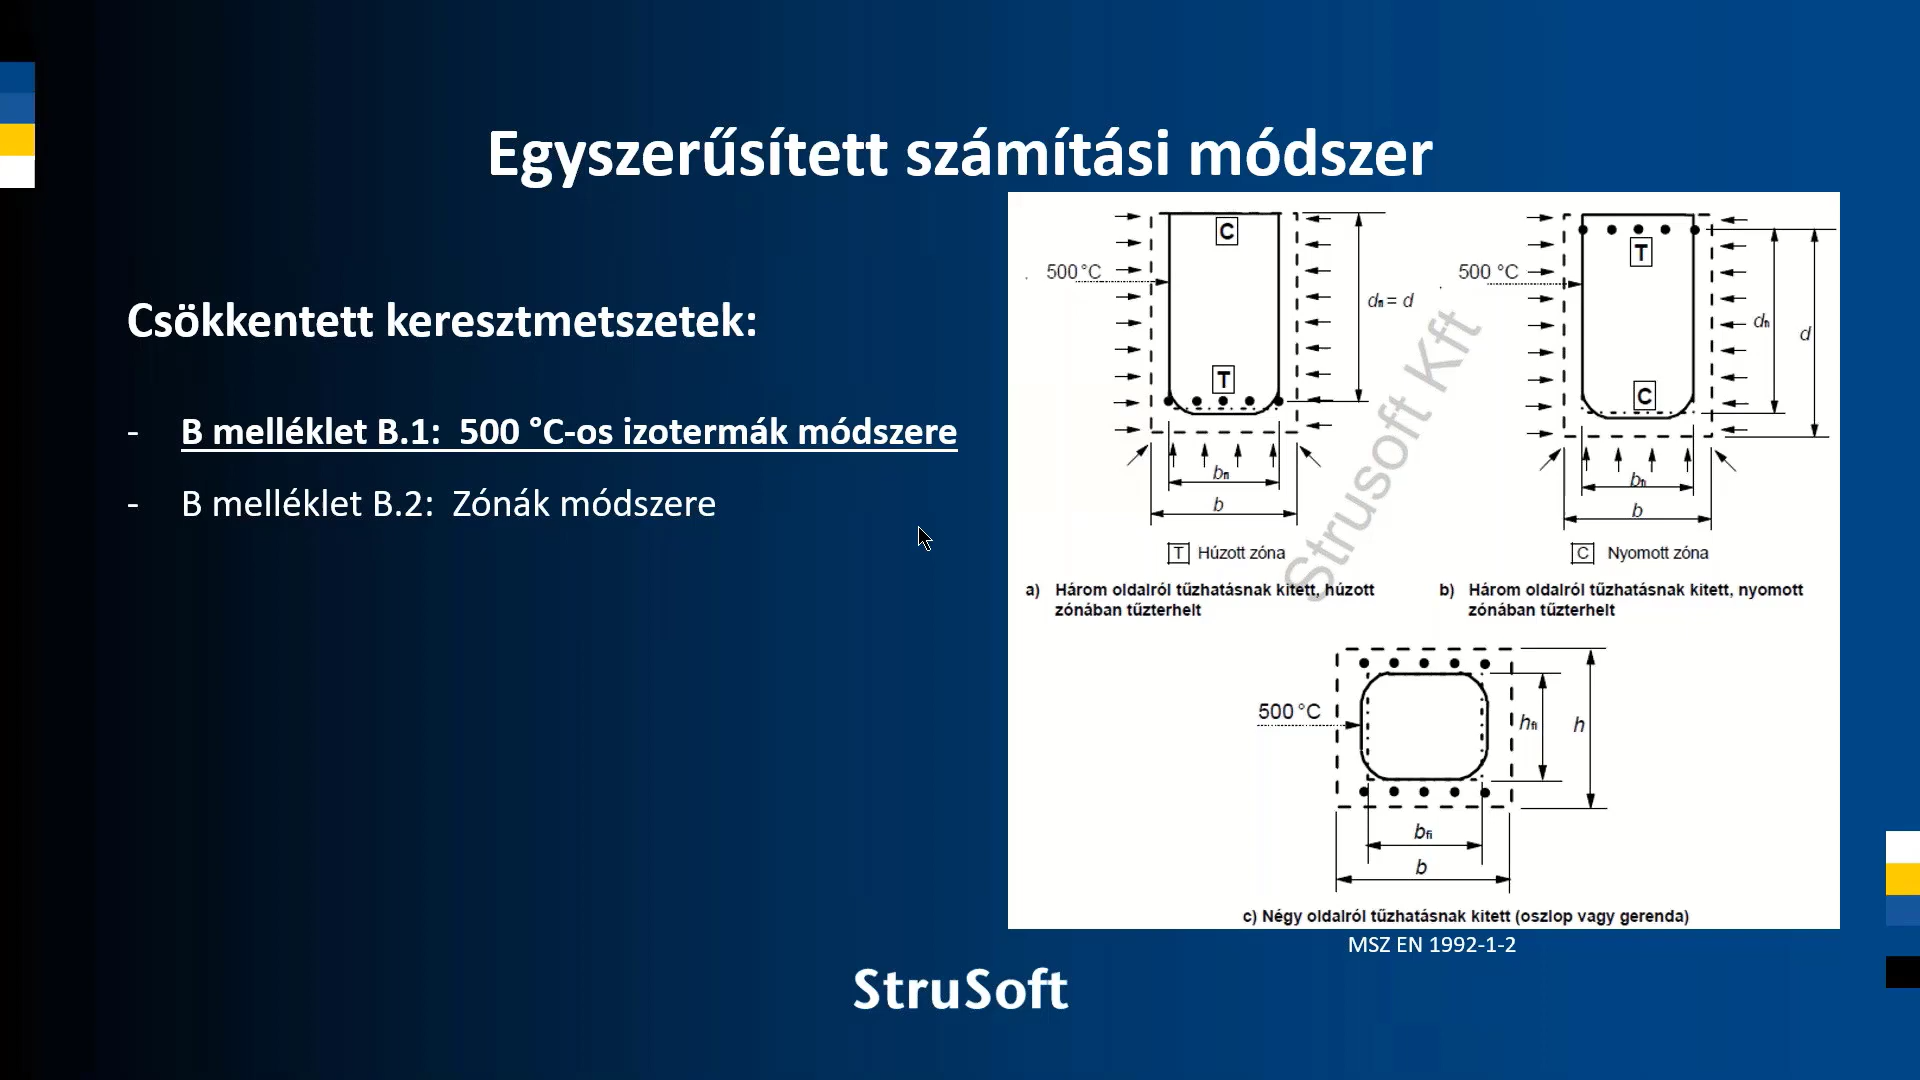 Egyszerűsített számítási módszer
Csökkentett keresztmetszetek:
- B melléklet B.1: 500 °C-os izotermák módszere
- B melléklet B.2: Zónák módszere
C
500 °C
dfi = d
T
bfi
b
T Húzott zóna
a) Három oldalról tűzhatásnak kitett, húzott
zónában tűzterhelt
T
500 °C
dfi
d
C
bfi
b
C Nyomott zóna
b) Három oldalról tűzhatásnak kitett, nyomott
zónában tűzterhelt
Strusoft Kft
500 °C
hfi
h
bfi
b
c) Négy oldalról tűzhatásnak kitett (oszlop vagy gerenda)
MSZ EN 1992-1-2
StruSoft